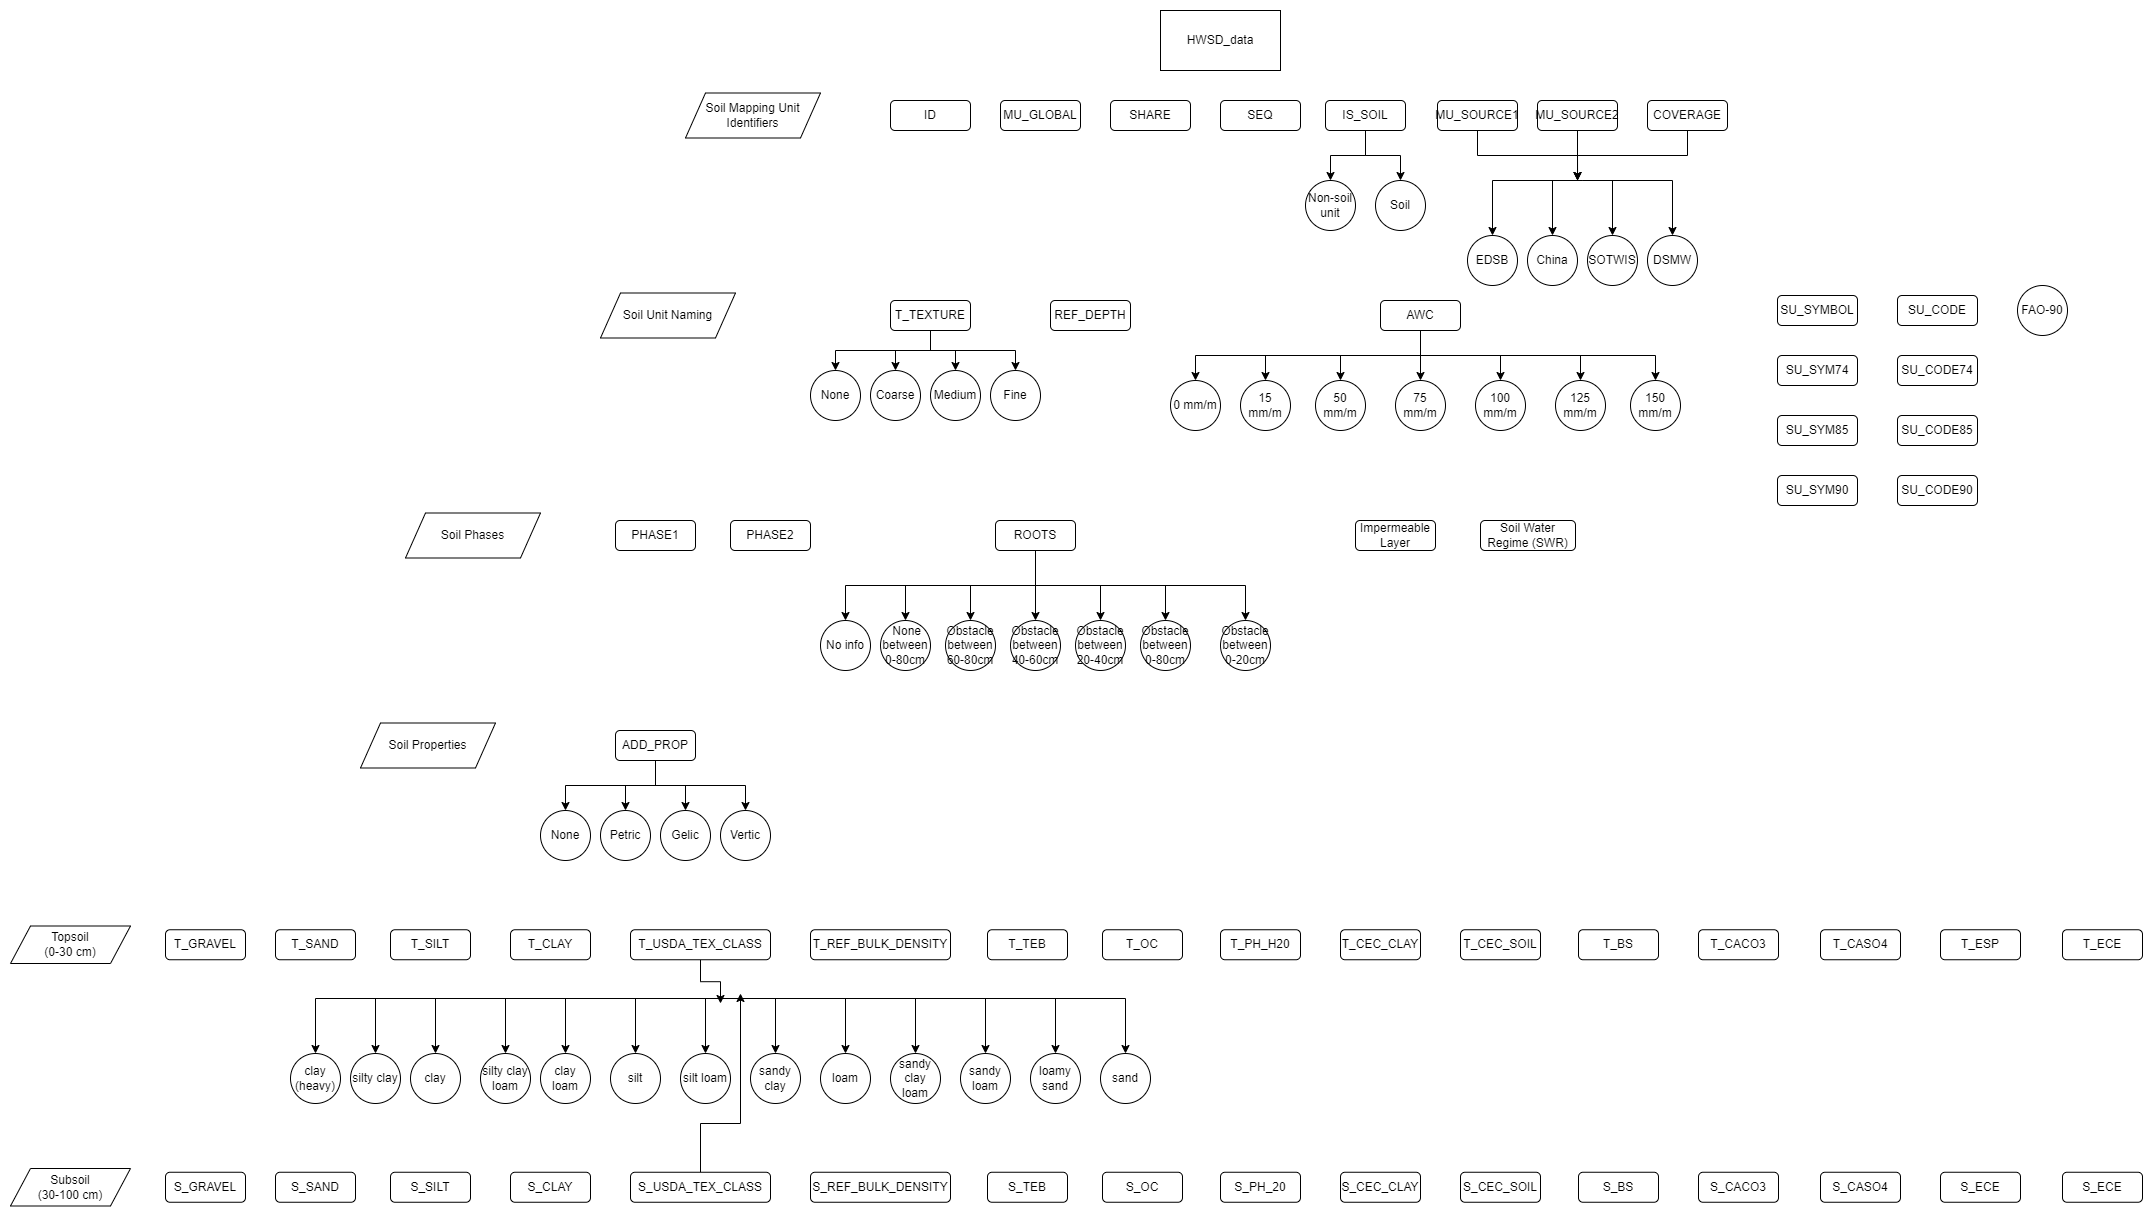 HWSD_data
Soil Mapping Unit
Identifiers
ID
MU_GLOBAL
SHARE
SEQ
IS_SOIL
MU_SOURCE1
MU_SOURCE2
COVERAGE
Non-soil
unit
Soil
EDSB
China
SOTWIS
DSMW
Soil Unit Naming
T_TEXTURE
REF_DEPTH
AWC
SU_SYMBOL
SU_CODE
FAO-90
None
Coarse
Medium
Fine
0 mm/m
15
mm/m
50
mm/m
75
mm/m
100
mm/m
125
mm/m
150
mm/m
SU_SYM74
SU_CODE74
SU_SYM85
SU_CODE85
SU_SYM90
SU_CODE90
Soil Phases
PHASE1
PHASE2
ROOTS
Impermeable
Layer
Soil Water
Regime (SWR)
No info
None
between
0-80cm
Obstacle
between
60-80cm
Obstacle
between
40-60cm
Obstacle
between
20-40cm
Obstacle
between
0-80cm
Obstacle
between
0-20cm
Soil Properties
ADD_PROP
None
Petric
Gelic
Vertic
Topsoil
(0-30 cm)
T_GRAVEL
T_SAND
T_SILT
T_CLAY
T_USDA_TEX_CLASS
T_REF_BULK_DENSITY
T_TEB
T_OC
T_PH_H20
T_CEC_CLAY
T_CEC_SOIL
T_BS
T_CACO3
T_CASO4
T_ESP
T_ECE
clay
(heavy)
silty clay
clay
silty clay
loam
clay
loam
silt
silt loam
sandy
clay
loam
sandy
clay
loam
sandy
loam
loamy
sand
sand
Subsoil
(30-100 cm)
S_GRAVEL
S_SAND
S_SILT
S_CLAY
S_USDA_TEX_CLASS
S_REF_BULK_DENSITY
S_TEB
S_OC
S_PH_20
S_CEC_CLAY
S_CEC_SOIL
S_BS
S_CACO3
S_CASO4
S_ECE
S_ECE